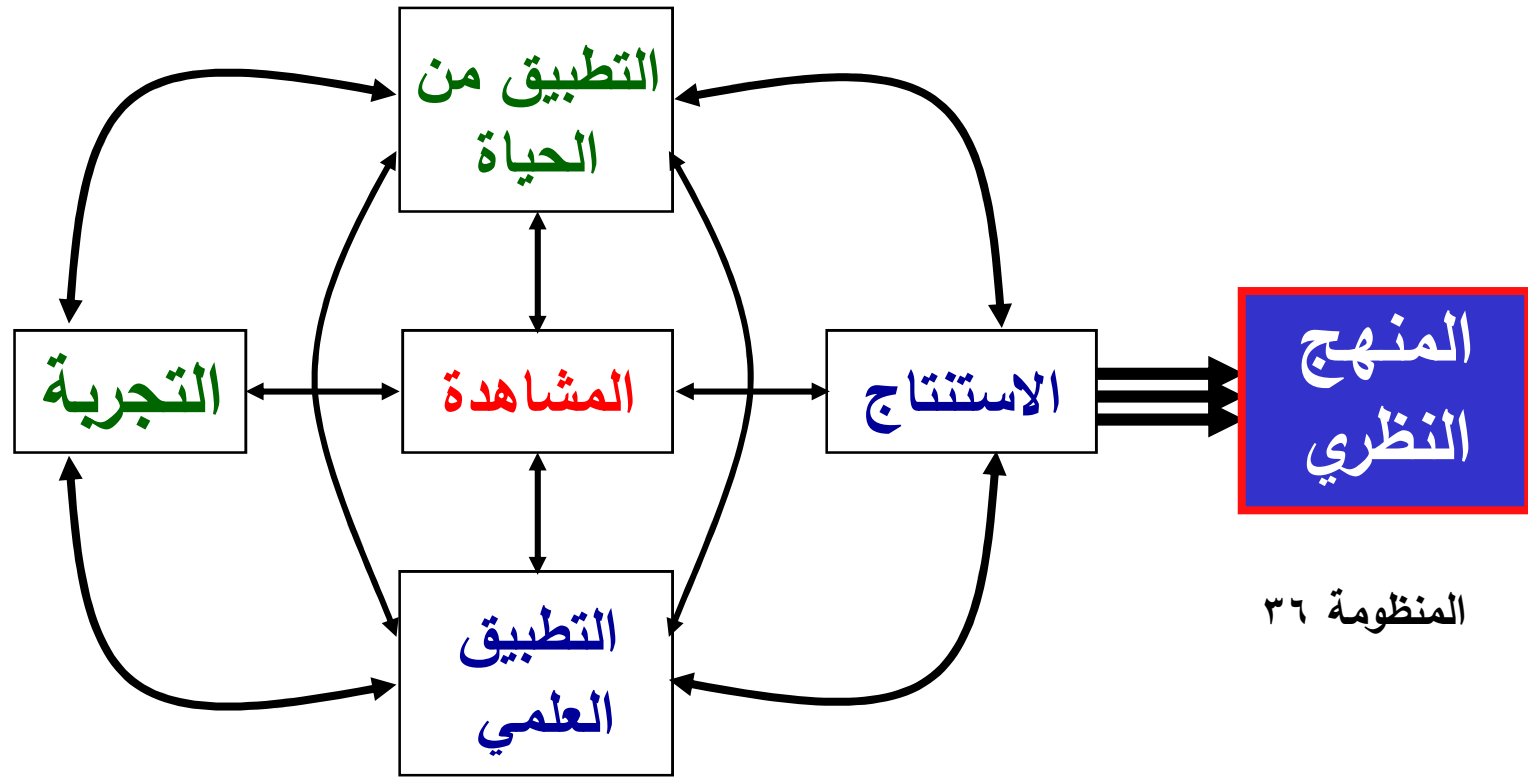 التطبيق من
الحياة
المنهج
النظري
الاستنتاج
المشاهدة
التجربة
المنظومة ٣٦
التطبيق
العلمي